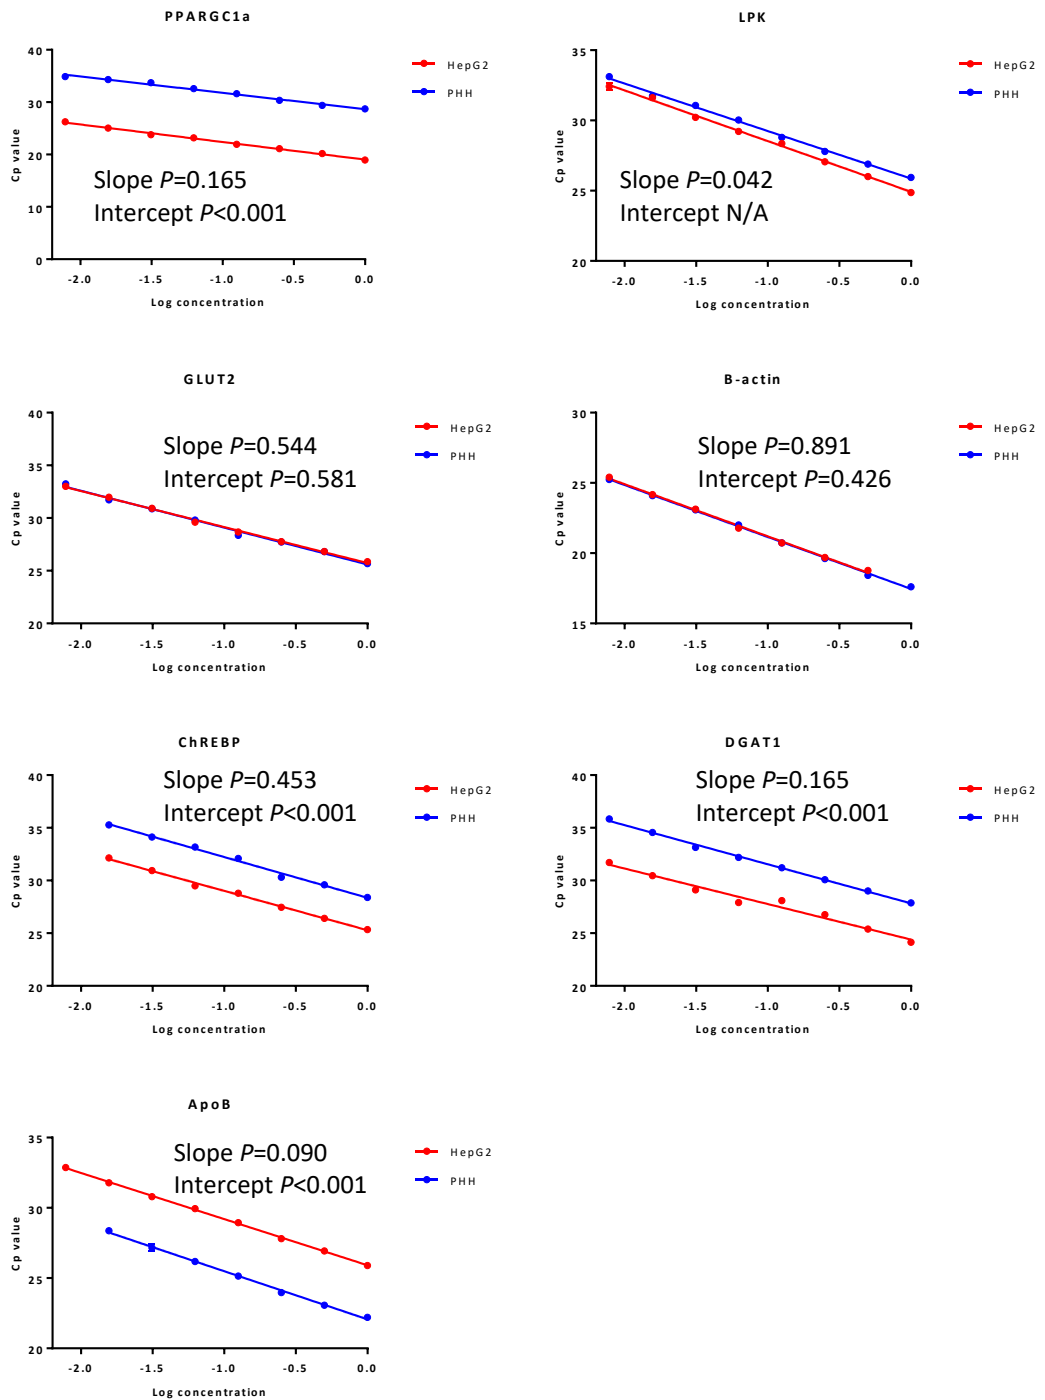 PPARGC1a
40
30
20
10
0
Cp value
-2.0 -1.5 -1.0 -0.5 0.0
Log concentration
HepG2
PHH
Slope P=0.165
Intercept P<0.001
LPK
35
30
25
20
Cp value
-2.0 -1.5 -1.0 -0.5 0.0
Log concentration
HepG2
PHH
Slope P=0.042
Intercept N/A
GLUT2
40
35
30
25
20
Cp value
-2.0 -1.5 -1.0 -0.5 0.0
Log concentration
HepG2
PHH
Slope P=0.544
Intercept P=0.581
B-actin
30
25
20
15
Cp value
-2.0 -1.5 -1.0 -0.5 0.0
Log concentration
HepG2
PHH
Slope P=0.891
Intercept P=0.426
ChREBP
40
35
30
25
20
Cp value
-2.0 -1.5 -1.0 -0.5 0.0
Log concentration
HepG2
PHH
Slope P=0.453
Intercept P<0.001
DGAT1
40
35
30
25
20
Cp value
-2.0 -1.5 -1.0 -0.5 0.0
Log concentration
HepG2
PHH
Slope P=0.165
Intercept P<0.001
ApoB
35
30
25
20
Cp value
-2.0 -1.5 -1.0 -0.5 0.0
Log concentration
HepG2
PHH
Slope P=0.090
Intercept P<0.001